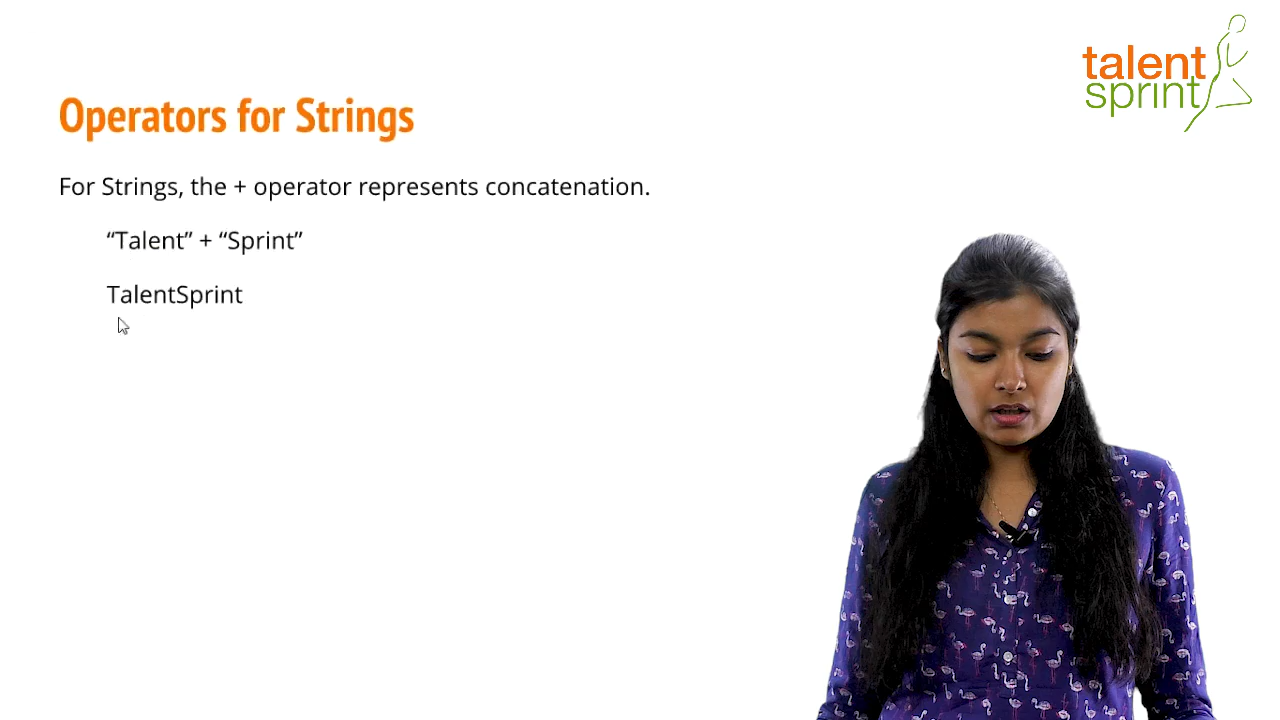 talent
sprint
Operators for Strings
For Strings, the + operator represents concatenation.
“Talent” + “Sprint”
TalentSprint